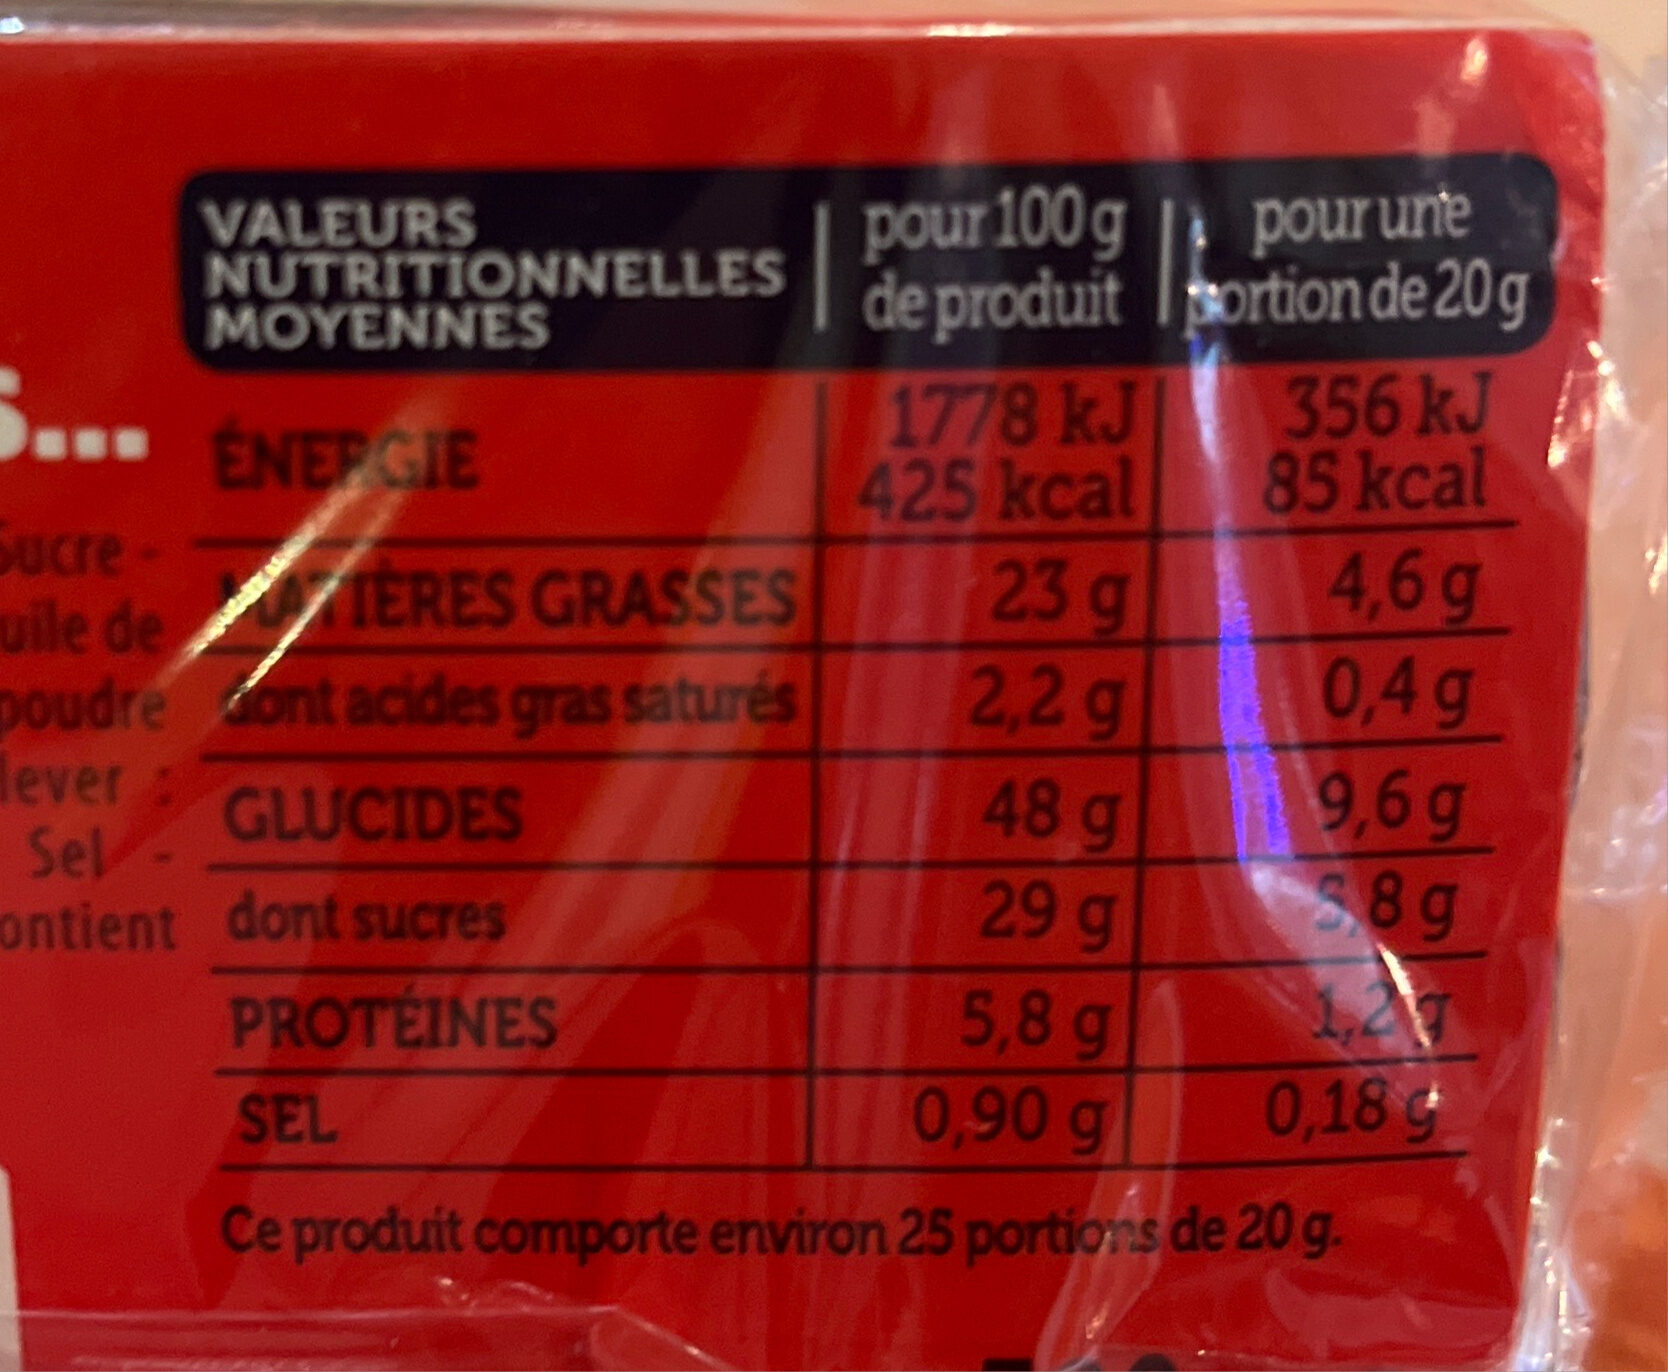 VALEURS
NUTRITIONNELLES
MOYENNES
pour 100 g
de produit
pour une
portion de 20 g
ÉNERGIE 1778 kJ 356 kJ
425 kcal 85 kcal
MATIÈRES GRASSES 23 g 4,6 g
dont acides gras saturés 2,2 g 0,4 g
GLUCIDES 48 g 9,6 g
dont sucres 29 g 5,8 g
PROTÉINES 5,8 g 1,2 g
SEL 0,90 g 0,18 g
Ce produit comporte environ 25 portions de 20 g.
s...
Sucre -
uile de
poudre
lever :
Sel -
ontient